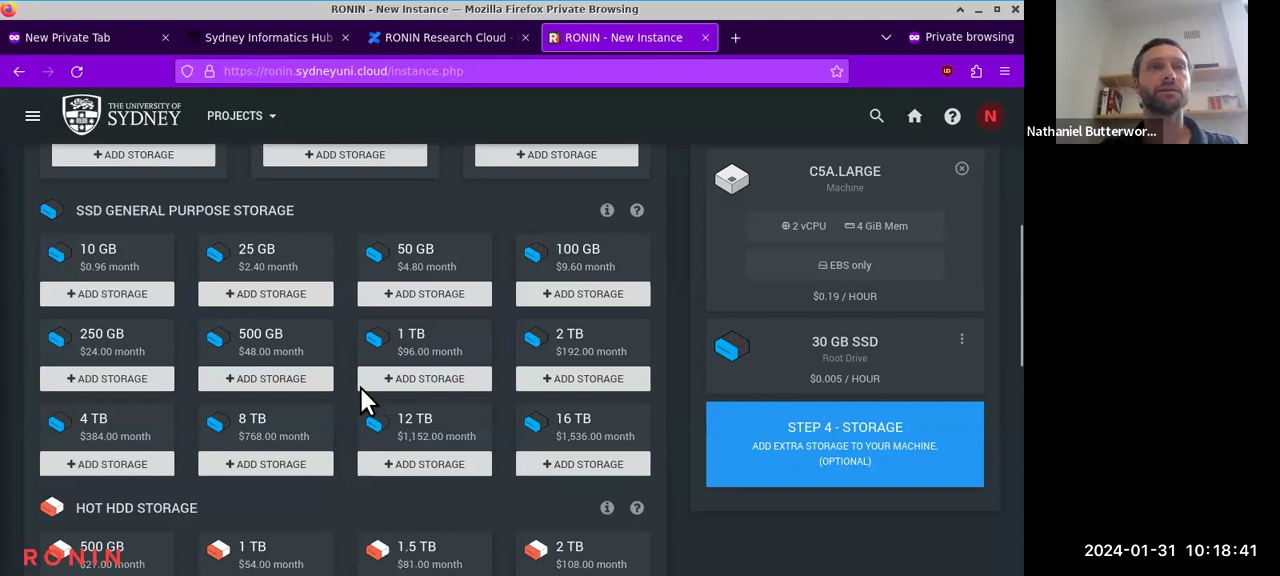 RONIN - New Instance — Mozilla Firefox Private Browsing
New Private Tab
Sydney Informatics Hub
RONIN Research Cloud -
RONIN - New Instance
Private browsing
https://ronin.sydneyuni.cloud/instance.php
THE UNIVERSITY OF
SYDNEY
PROJECTS
N
Nathaniel Butterwor...
+ ADD STORAGE
+ ADD STORAGE
+ ADD STORAGE
SSD GENERAL PURPOSE STORAGE
10 GB
$0.96 month
+ ADD STORAGE
25 GB
$2.40 month
+ ADD STORAGE
50 GB
$4.80 month
+ ADD STORAGE
100 GB
$9.60 month
+ ADD STORAGE
250 GB
$24.00 month
+ ADD STORAGE
500 GB
$48.00 month
+ ADD STORAGE
1 TB
$96.00 month
+ ADD STORAGE
2 TB
$192.00 month
+ ADD STORAGE
4 TB
$384.00 month
+ ADD STORAGE
8 TB
$768.00 month
+ ADD STORAGE
12 TB
$1,152.00 month
+ ADD STORAGE
16 TB
$1,536.00 month
+ ADD STORAGE
HOT HDD STORAGE
500 GB
$27.00 month
1 TB
$54.00 month
1.5 TB
$81.00 month
2 TB
$108.00 month
RONIN
C5A.LARGE
Machine
2 vCPU
4 GiB Mem
EBS only
$0.19 / HOUR
30 GB SSD
Root Drive
$0.005 / HOUR
STEP 4 - STORAGE
ADD EXTRA STORAGE TO YOUR MACHINE.
(OPTIONAL)
2024-01-31 10:18:41